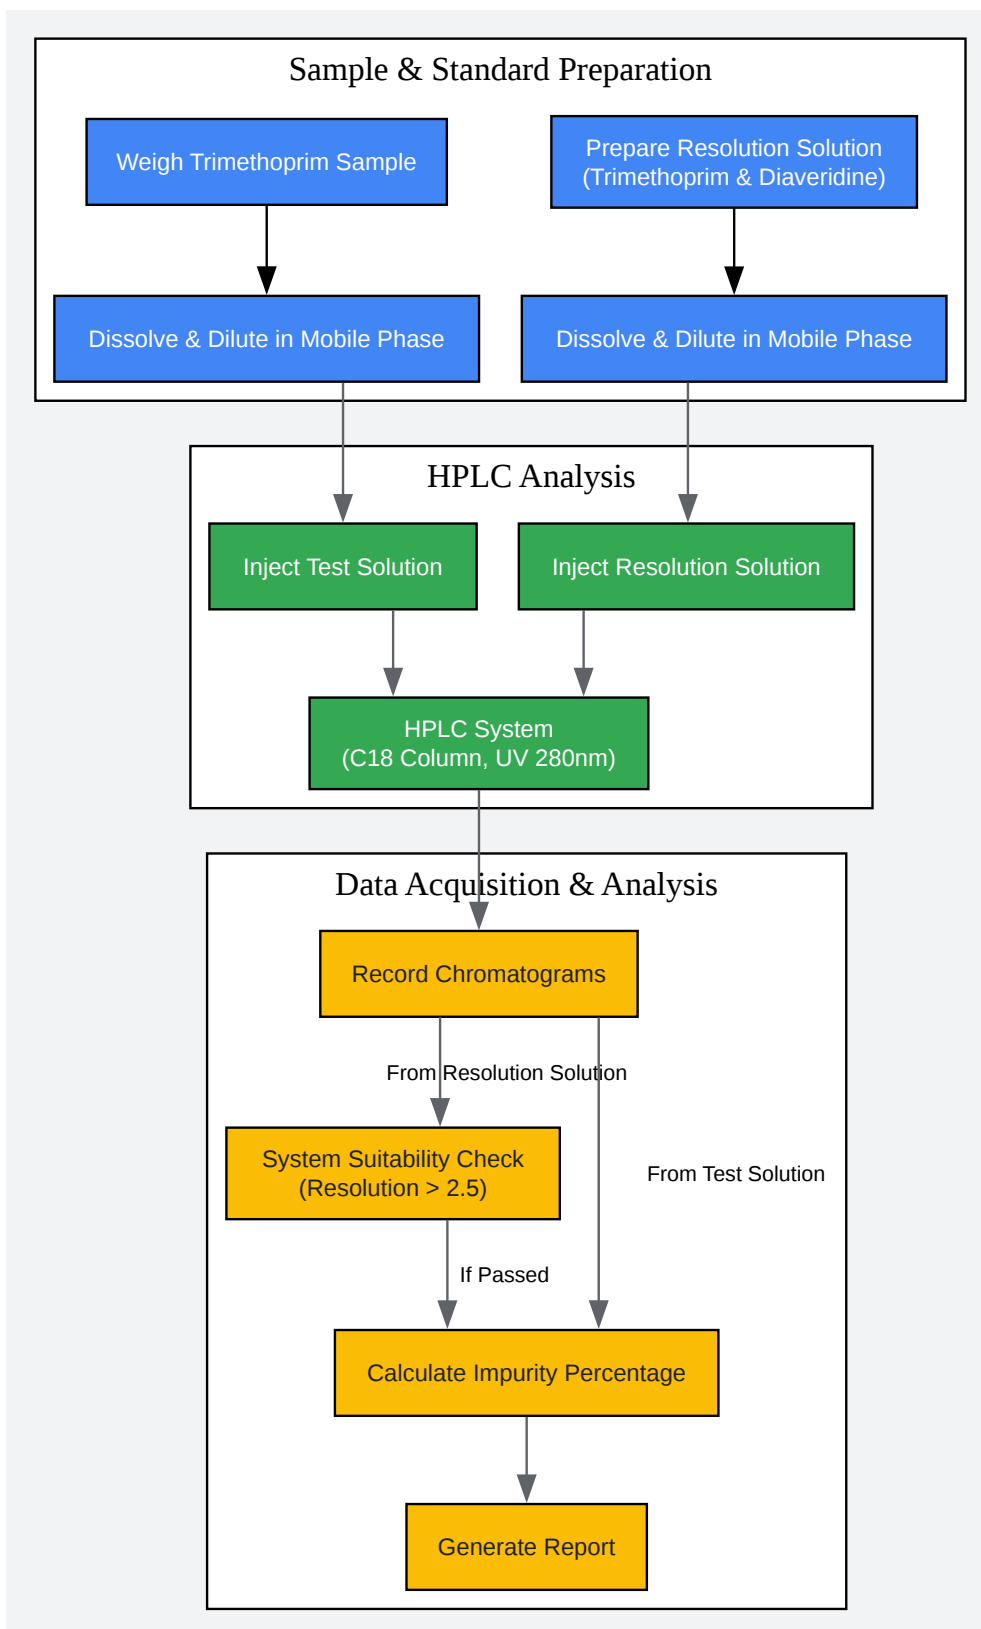 Sample & Standard Preparation
Weigh Trimethoprim Sample
Prepare Resolution Solution
(Trimethoprim & Diaveridine)
Dissolve & Dilute in Mobile Phase
Dissolve & Dilute in Mobile Phase
HPLC Analysis
Inject Test Solution
Inject Resolution Solution
HPLC System
(C18 Column, UV 280nm)
Data Acquisition & Analysis
Record Chromatograms
From Resolution Solution
System Suitability Check
(Resolution > 2.5)
From Test Solution
If Passed
Calculate Impurity Percentage
Generate Report